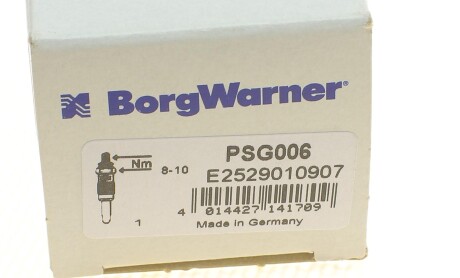 BorgWarner®
PSG006
Nm 8-10 E2529010907
1 4 014427 141709
Made in Germany